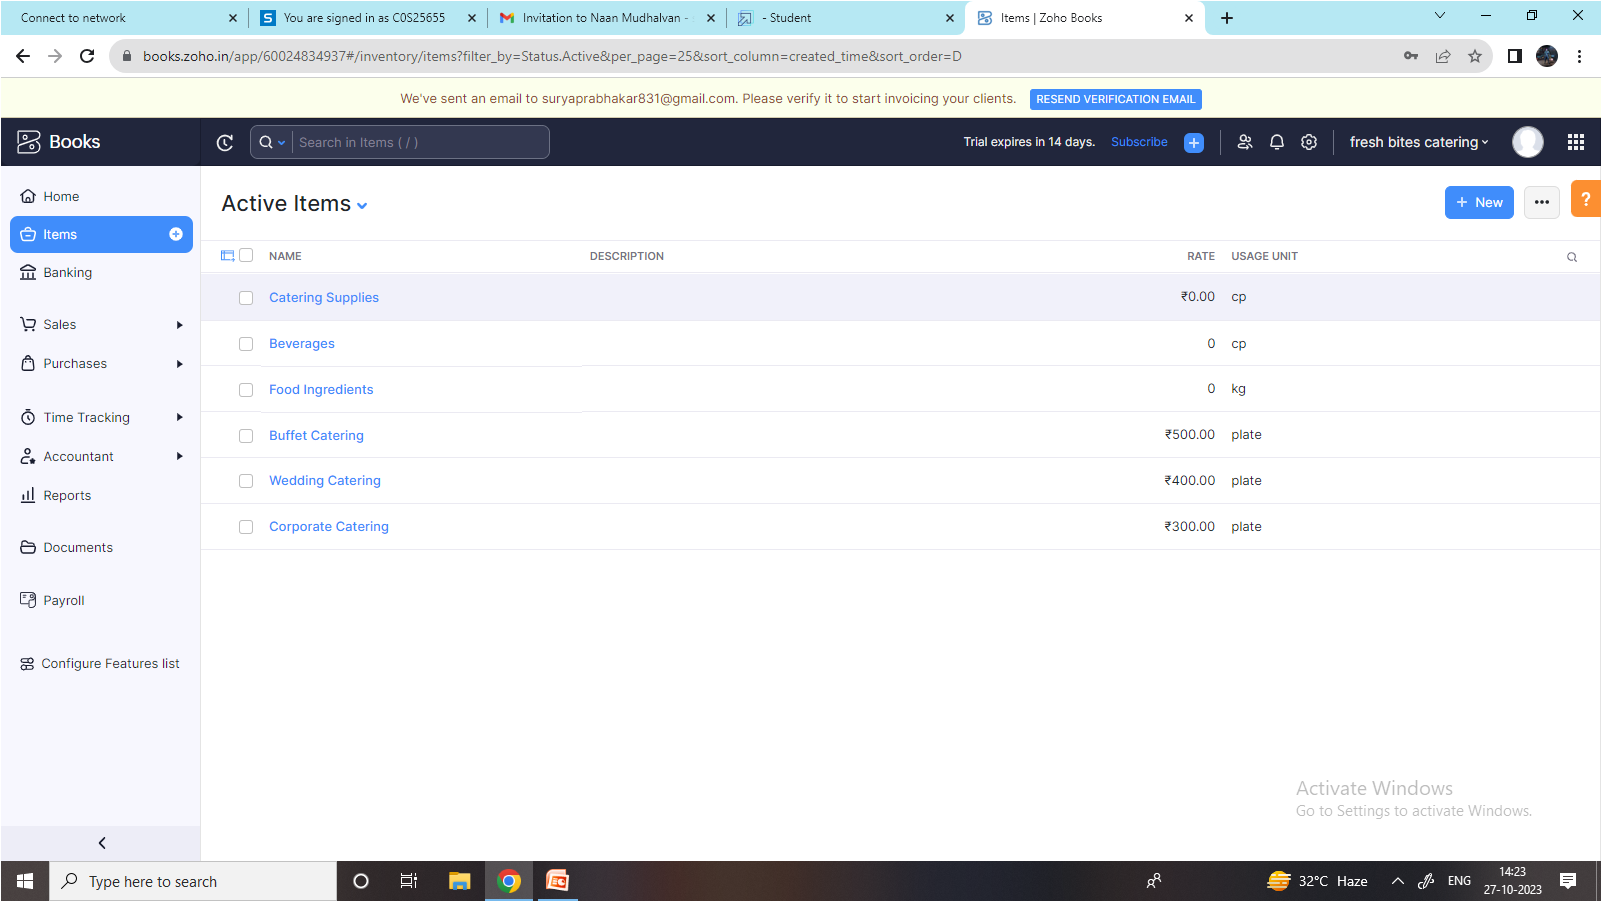 Connect to network
You are signed in as C0S25655
Invitation to Naan Mudhalvan -
- Student
Items | Zoho Books
books.zoho.in/app/60024834937#/inventory/items?filter_by=Status.Active&per_page=25&sort_column=created_time&sort_order=D
We've sent an email to suryaprabhakar831@gmail.com. Please verify it to start invoicing your clients. RESEND VERIFICATION EMAIL
Books
Search in Items ( / )
Trial expires in 14 days. Subscribe
fresh bites catering
Home
Items
Banking
Sales
Purchases
Time Tracking
Accountant
Reports
Documents
Payroll
Configure Features list
Active Items
+ New
?
NAME DESCRIPTION RATE USAGE UNIT
Catering Supplies ₹0.00 cp
Beverages 0 cp
Food Ingredients 0 kg
Buffet Catering ₹500.00 plate
Wedding Catering ₹400.00 plate
Corporate Catering ₹300.00 plate
Activate Windows
Go to Settings to activate Windows.
Type here to search
32°C Haze
ENG
14:23
27-10-2023